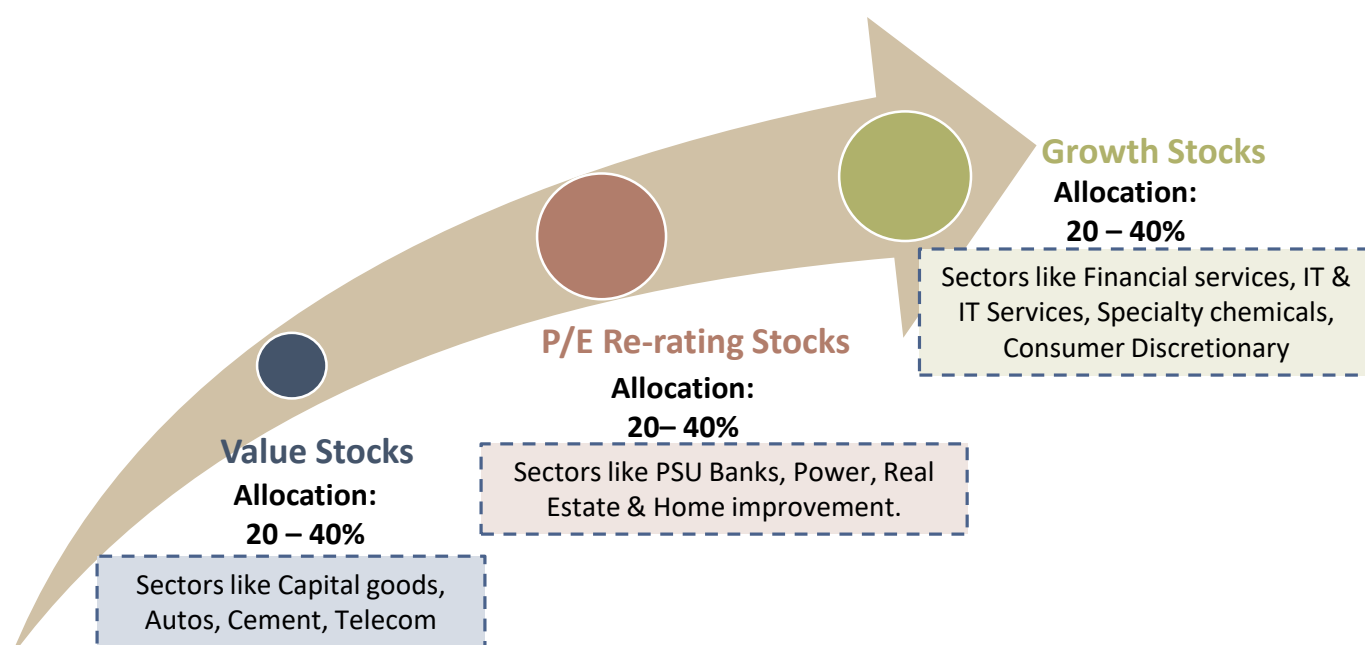 Growth Stocks
Allocation:
20 – 40%
Sectors like Financial services, IT &
IT Services, Specialty chemicals,
Consumer Discretionary
P/E Re-rating Stocks
Allocation:
20– 40%
Sectors like PSU Banks, Power, Real
Estate & Home improvement.
Value Stocks
Allocation:
20 – 40%
Sectors like Capital goods,
Autos, Cement, Telecom